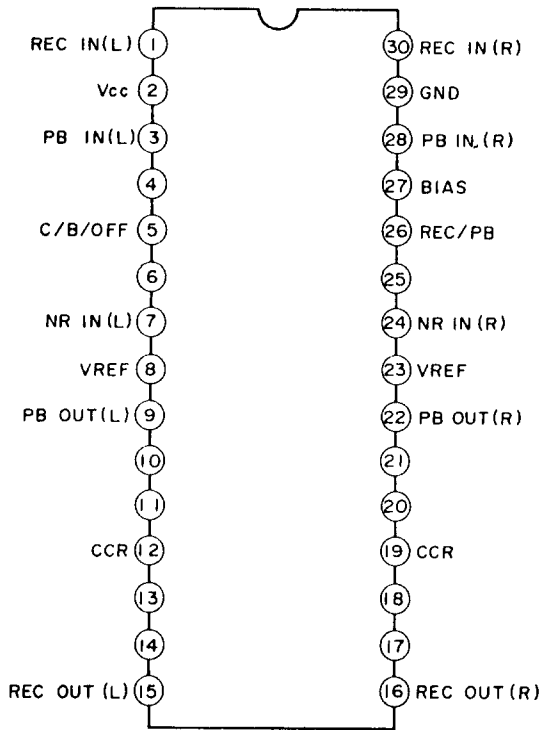 REC IN(L) 1
30 REC IN(R)
Vcc 2
29 GND
PB IN(L) 3
28 PB IN.(R)
4
27 BIAS
C/B/OFF 5
26 REC/PB
6
25
NR IN(L) 7
24 NR IN(R)
VREF 8
23 VREF
PB OUT(L) 9
22 PB OUT(R)
10
21
11
20
CCR 12
19 CCR
13
18
14
17
REC OUT(L) 15
16 REC OUT(R)